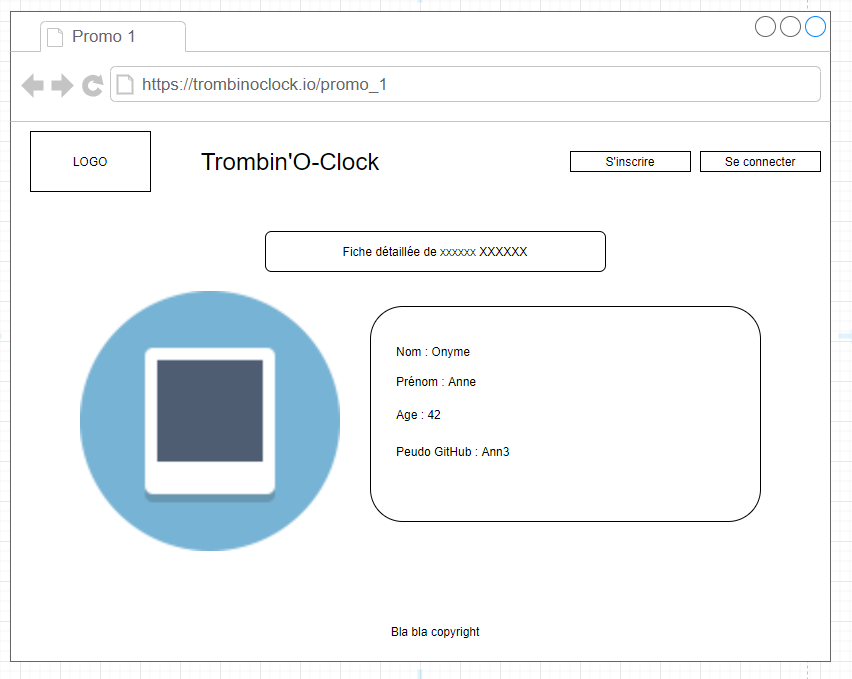 Promo 1
https://trombinoclock.io/promo_1
LOGO
Trombin'O-Clock
S'inscrire
Se connecter
Fiche détaillée de xxxxxx XXXXXX
Nom : Onyme
Prénom : Anne
Age : 42
Peudo GitHub : Ann3
Bla bla copyright